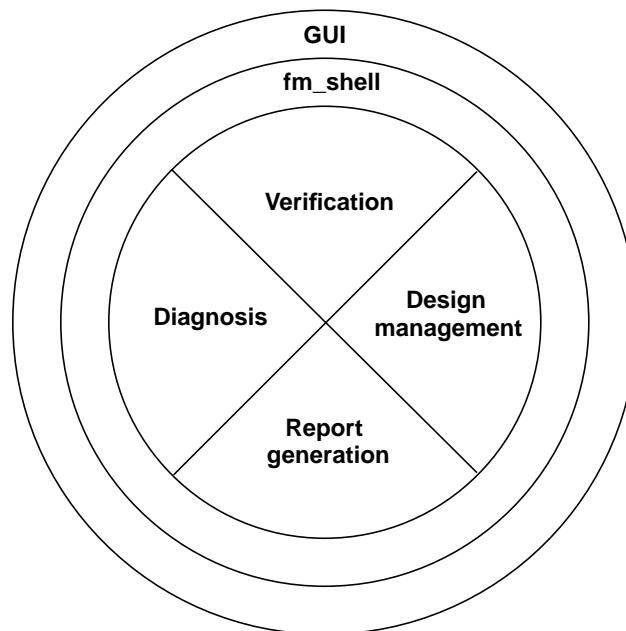 GUI
fm_shell
Verification
Diagnosis
Design
management
Report
generation